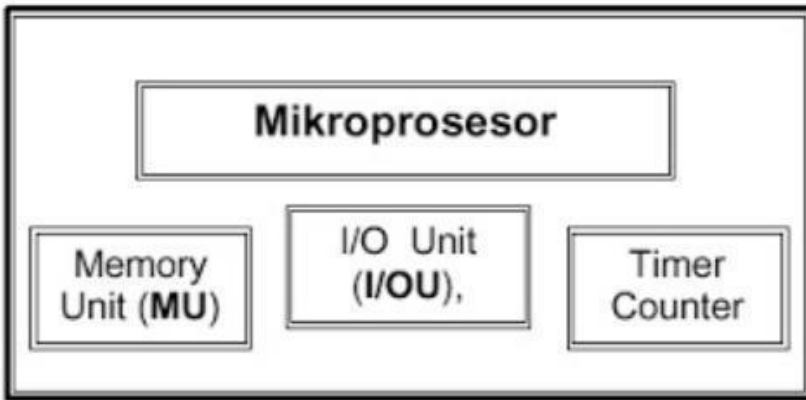 Mikroprosesor
Memory
Unit (MU)
I/O Unit
(I/OU),
Timer
Counter